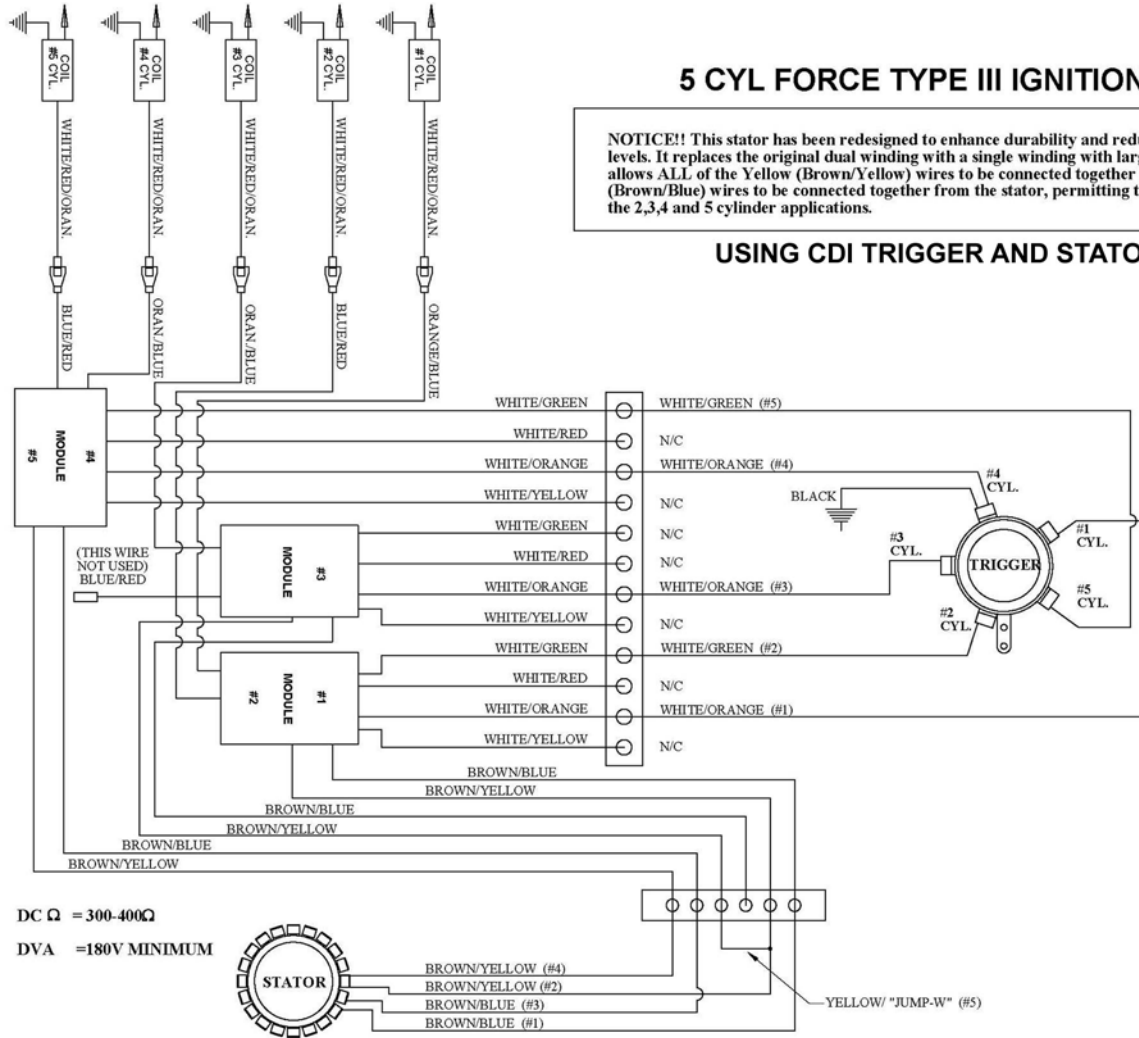 COIL
#5 CYL.
COIL
#4 CYL.
COIL
#3 CYL.
COIL
#2 CYL.
COIL
#1 CYL.
5 CYL FORCE TYPE III IGNITION
NOTICE!! This stator has been redesigned to enhance durability and redu
levels. It replaces the original dual winding with a single winding with larg
allows ALL of the Yellow (Brown/Yellow) wires to be connected together
(Brown/Blue) wires to be connected together from the stator, permitting t
the 2,3,4 and 5 cylinder applications.
USING CDI TRIGGER AND STATO
WHITE/RED/ORAN.
WHITE/RED/ORAN.
WHITE/RED/ORAN.
WHITE/RED/ORAN.
WHITE/RED/ORAN.
BLUE/RED
ORAN./BLUE
ORAN./BLUE
BLUE/RED
ORANGE/BLUE
#5
MODULE
#4
WHITE/GREEN
WHITE/GREEN (#5)
WHITE/RED
N/C
WHITE/ORANGE
WHITE/ORANGE (#4)
WHITE/YELLOW
N/C
WHITE/GREEN
N/C
WHITE/RED
N/C
WHITE/ORANGE
WHITE/ORANGE (#3)
WHITE/YELLOW
N/C
WHITE/GREEN
WHITE/GREEN (#2)
WHITE/RED
N/C
WHITE/ORANGE
WHITE/ORANGE (#1)
WHITE/YELLOW
N/C
BLACK
#4
CYL.
#1
CYL.
#3
CYL.
TRIGGER
#5
CYL.
#2
CYL.
(THIS WIRE
NOT USED)
BLUE/RED
MODULE
#3
#2
MODULE
#1
BROWN/BLUE
BROWN/YELLOW
BROWN/BLUE
BROWN/YELLOW
BROWN/BLUE
BROWN/YELLOW
DC Ω = 300-400Ω
DVA =180V MINIMUM
STATOR
BROWN/YELLOW (#4)
BROWN/YELLOW (#2)
BROWN/BLUE (#3)
BROWN/BLUE (#1)
YELLOW/ "JUMP-W" (#5)